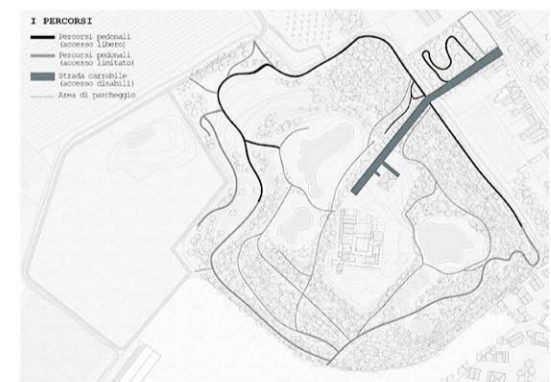 I PERCORSI
Percorsi pedonali
(accesso libero)
Percorsi pedonali
(accesso limitato)
Strada carrabile
(accesso disabili)
Area di parcheggio